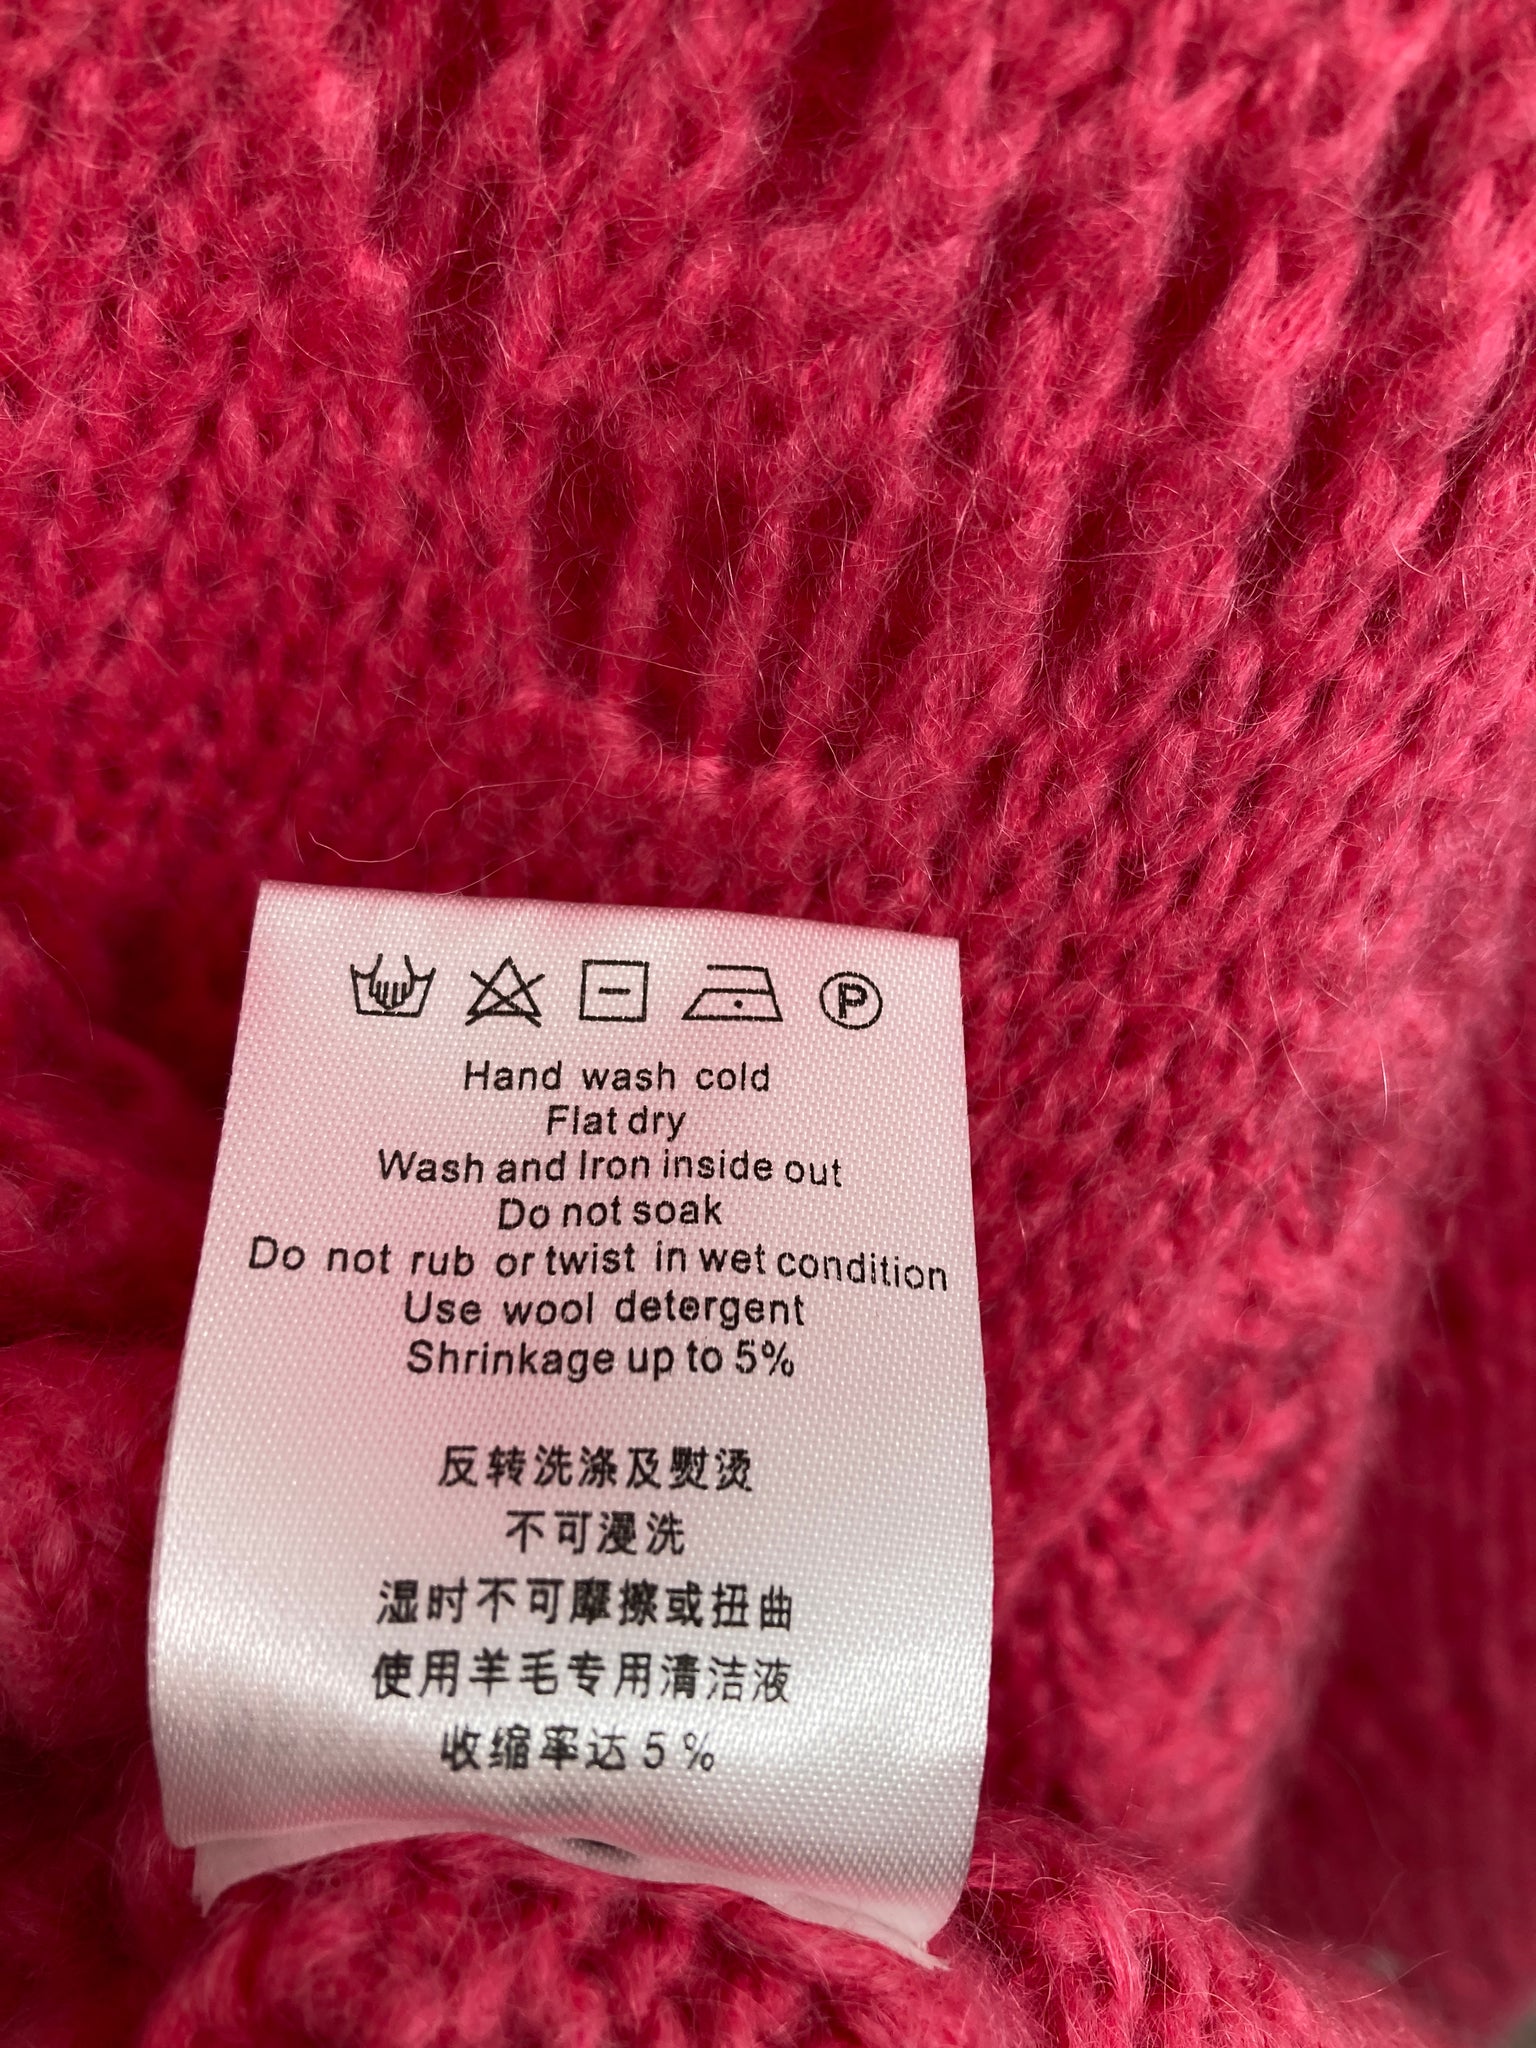 P
Hand wash cold
Flat dry
Wash and Iron inside out
Do not soak
Do not rub or twist in wet condition
Use wool detergent
Shrinkage up to 5%
反转洗涤及熨烫
不可漫洗
湿时不可摩擦或扭曲
使用羊毛专用清洁液
收缩率达 5 %